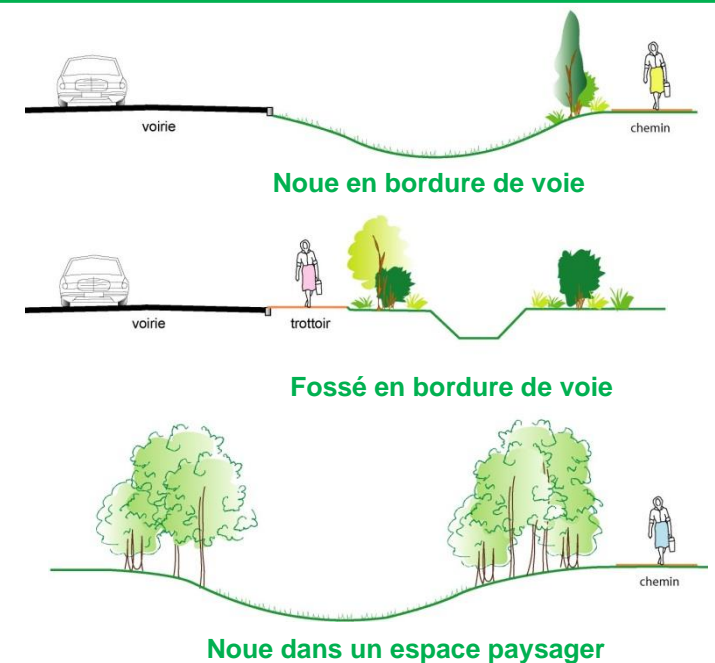 voirie
chemin
Noue en bordure de voie
voirie
trottoir
Fossé en bordure de voie
chemin
Noue dans un espace paysager